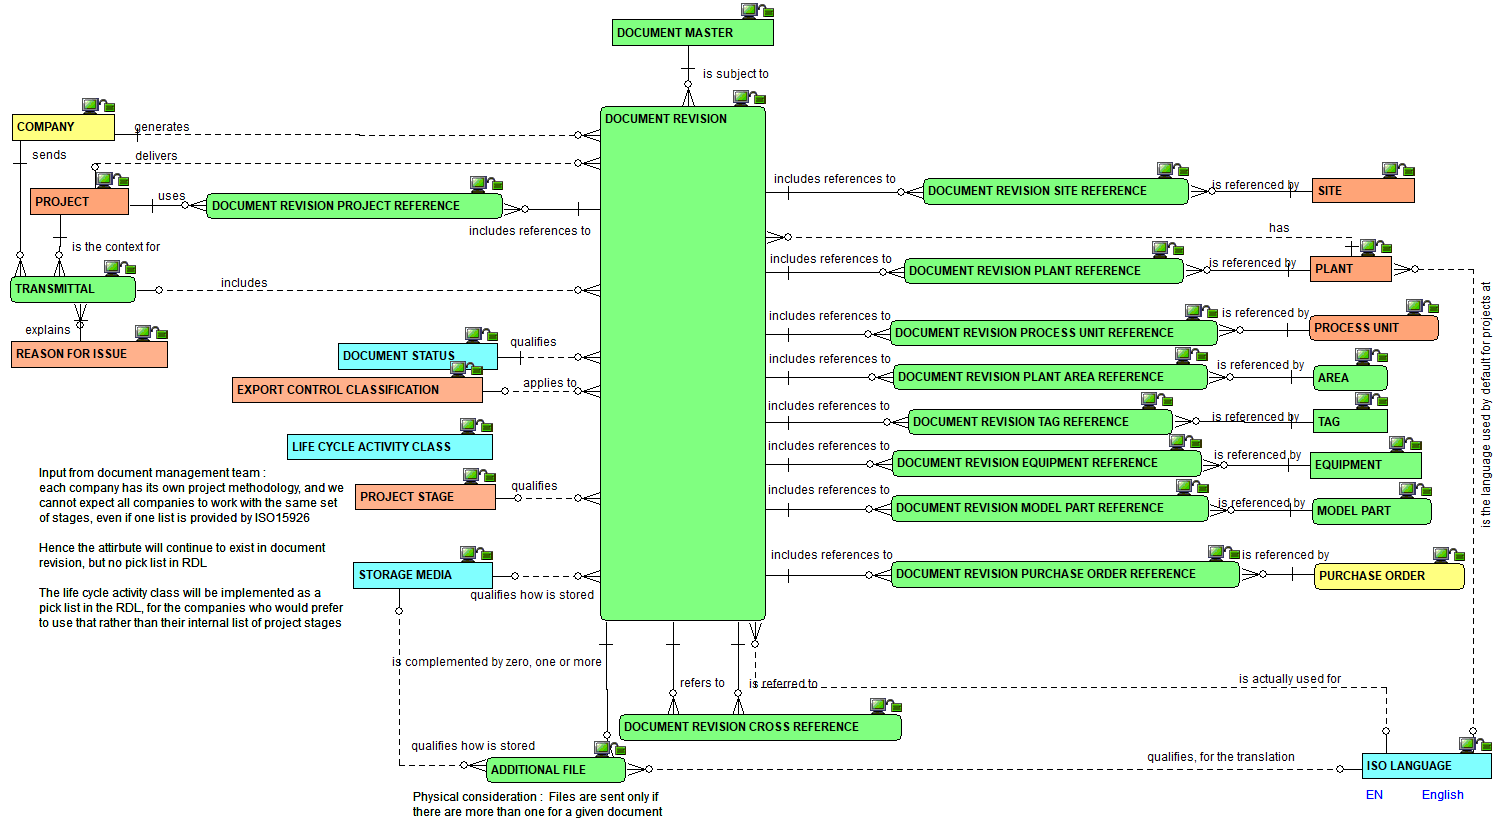 DOCUMENT MASTER
is subject to
DOCUMENT REVISION
COMPANY
generates
sends
delivers
PROJECT
uses
DOCUMENT REVISION PROJECT REFERENCE
includes references to
is the context for
TRANSMITTAL
includes
explains
REASON FOR ISSUE
DOCUMENT STATUS
qualifies
EXPORT CONTROL CLASSIFICATION
applies to
LIFE CYCLE ACTIVITY CLASS
Input from document management team :
each company has its own project methodology, and we
cannot expect all companies to work with the same set
of stages, even if one list is provided by ISO15926
Hence the attirbute will continue to exist in document
revision, but no pick list in RDL
The life cycle activity class will be implemented as a
pick list in the RDL, for the companies who would prefer
to use that rather than their internal list of project stages
PROJECT STAGE
qualifies
STORAGE MEDIA
qualifies how is stored
is complemented by zero, one or more
refers to
is referred to
DOCUMENT REVISION CROSS REFERENCE
qualifies how is stored
ADDITIONAL FILE
Physical consideration : Files are sent only if
there are more than one for a given document
includes references to
DOCUMENT REVISION SITE REFERENCE
is referenced by
SITE
has
includes references to
DOCUMENT REVISION PLANT REFERENCE
is referenced by
PLANT
includes references to
DOCUMENT REVISION PROCESS UNIT REFERENCE
is referenced by
PROCESS UNIT
includes references to
DOCUMENT REVISION PLANT AREA REFERENCE
is referenced by
AREA
includes references to
DOCUMENT REVISION TAG REFERENCE
is referenced by
TAG
includes references to
DOCUMENT REVISION EQUIPMENT REFERENCE
is referenced by
EQUIPMENT
includes references to
DOCUMENT REVISION MODEL PART REFERENCE
is referenced by
MODEL PART
includes references to
DOCUMENT REVISION PURCHASE ORDER REFERENCE
is referenced by
PURCHASE ORDER
is the language used by default for projects at
is actually used for
qualifies, for the translation
ISO LANGUAGE
EN English